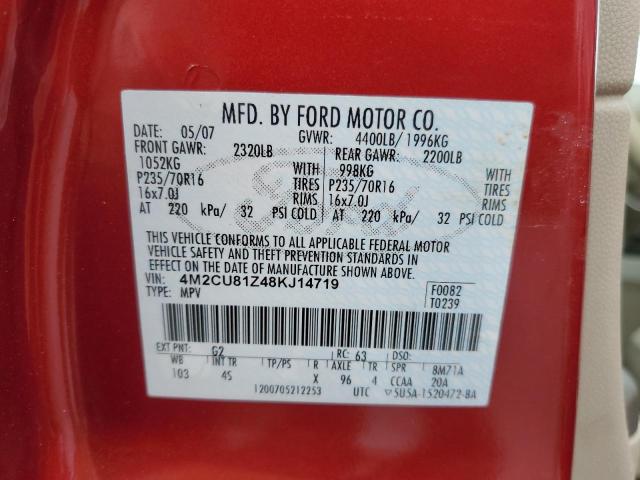 MFD. BY FORD MOTOR CO.
DATE: 05/07 GVWR: 4400LB/1996KG
FRONT GAWR: 2320LB REAR GAWR: 2200LB
1052KG WITH 998KG WITH
P235/70R16 TIRES P235/70R16 TIRES
16x7.0J RIMS 16x7.0J RIMS
AT 220 kPa/ 32 PSI COLD AT 220 kPa/ 32 PSI COLD
THIS VEHICLE CONFORMS TO ALL APPLICABLE FEDERAL MOTOR
VEHICLE SAFETY AND THEFT PREVENTION STANDARDS IN
EFFECT ON THE DATE OF MANUFACTURE SHOWN ABOVE.
VIN: 4M2CU81Z48KJ14719 F0082
TYPE: MPV T0239
EXT PNT: G2 RC: 63 DSO:
WB INT TR TP/PS R AXLE TR SPR 8M71A
103 45 X 96 4 CCAA 20A
1200705212253 UTC 5U5A-1520472-BA
Ford